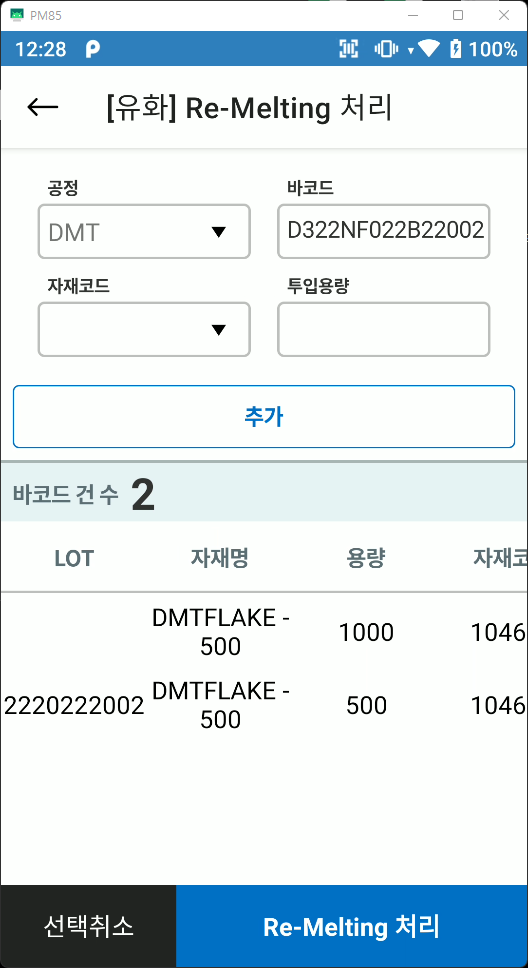 PM85
12:28
100%
[유화] Re-Melting 처리
공정
바코드
DMT
D322NF022B22002
자재코드
투입용량
추가
바코드 건 수 2
LOT 자재명 용량 자재코
DMTFLAKE -
500
1000
1046
2220222002
DMTFLAKE -
500
500
1046
선택취소
Re-Melting 처리